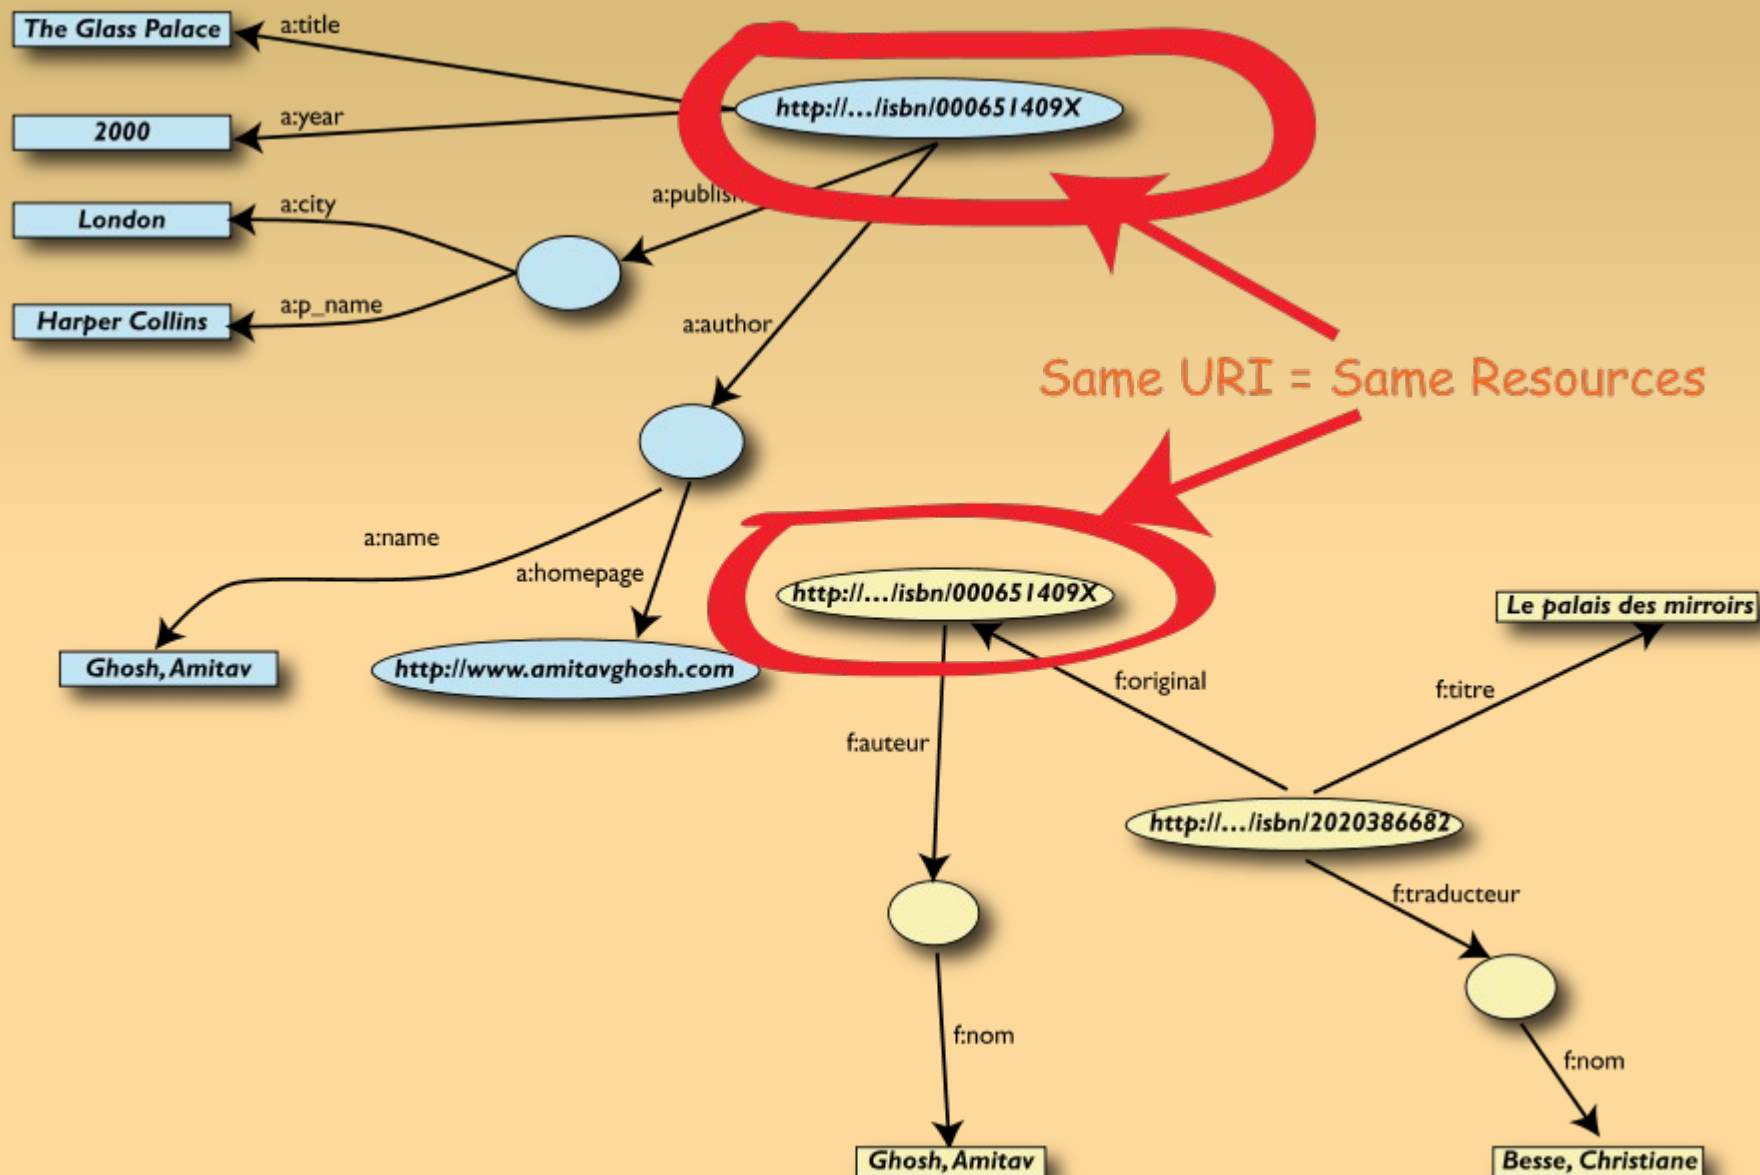 The Glass Palace
a:title
http://.../isbn/000651409X
2000
a:year
London
a:city
Harper Collins
a:p_name
a:author
Same URI = Same Resources
a:name
a:homepage
Ghosh, Amitav
http://www.amitavghosh.com
http://.../isbn/000651409X
Le palais des mirroirs
f:original
f:titre
f:auteur
http://.../isbn/2020386682
f:traducteur
f:nom
f:nom
Ghosh, Amitav
Besse, Christiane